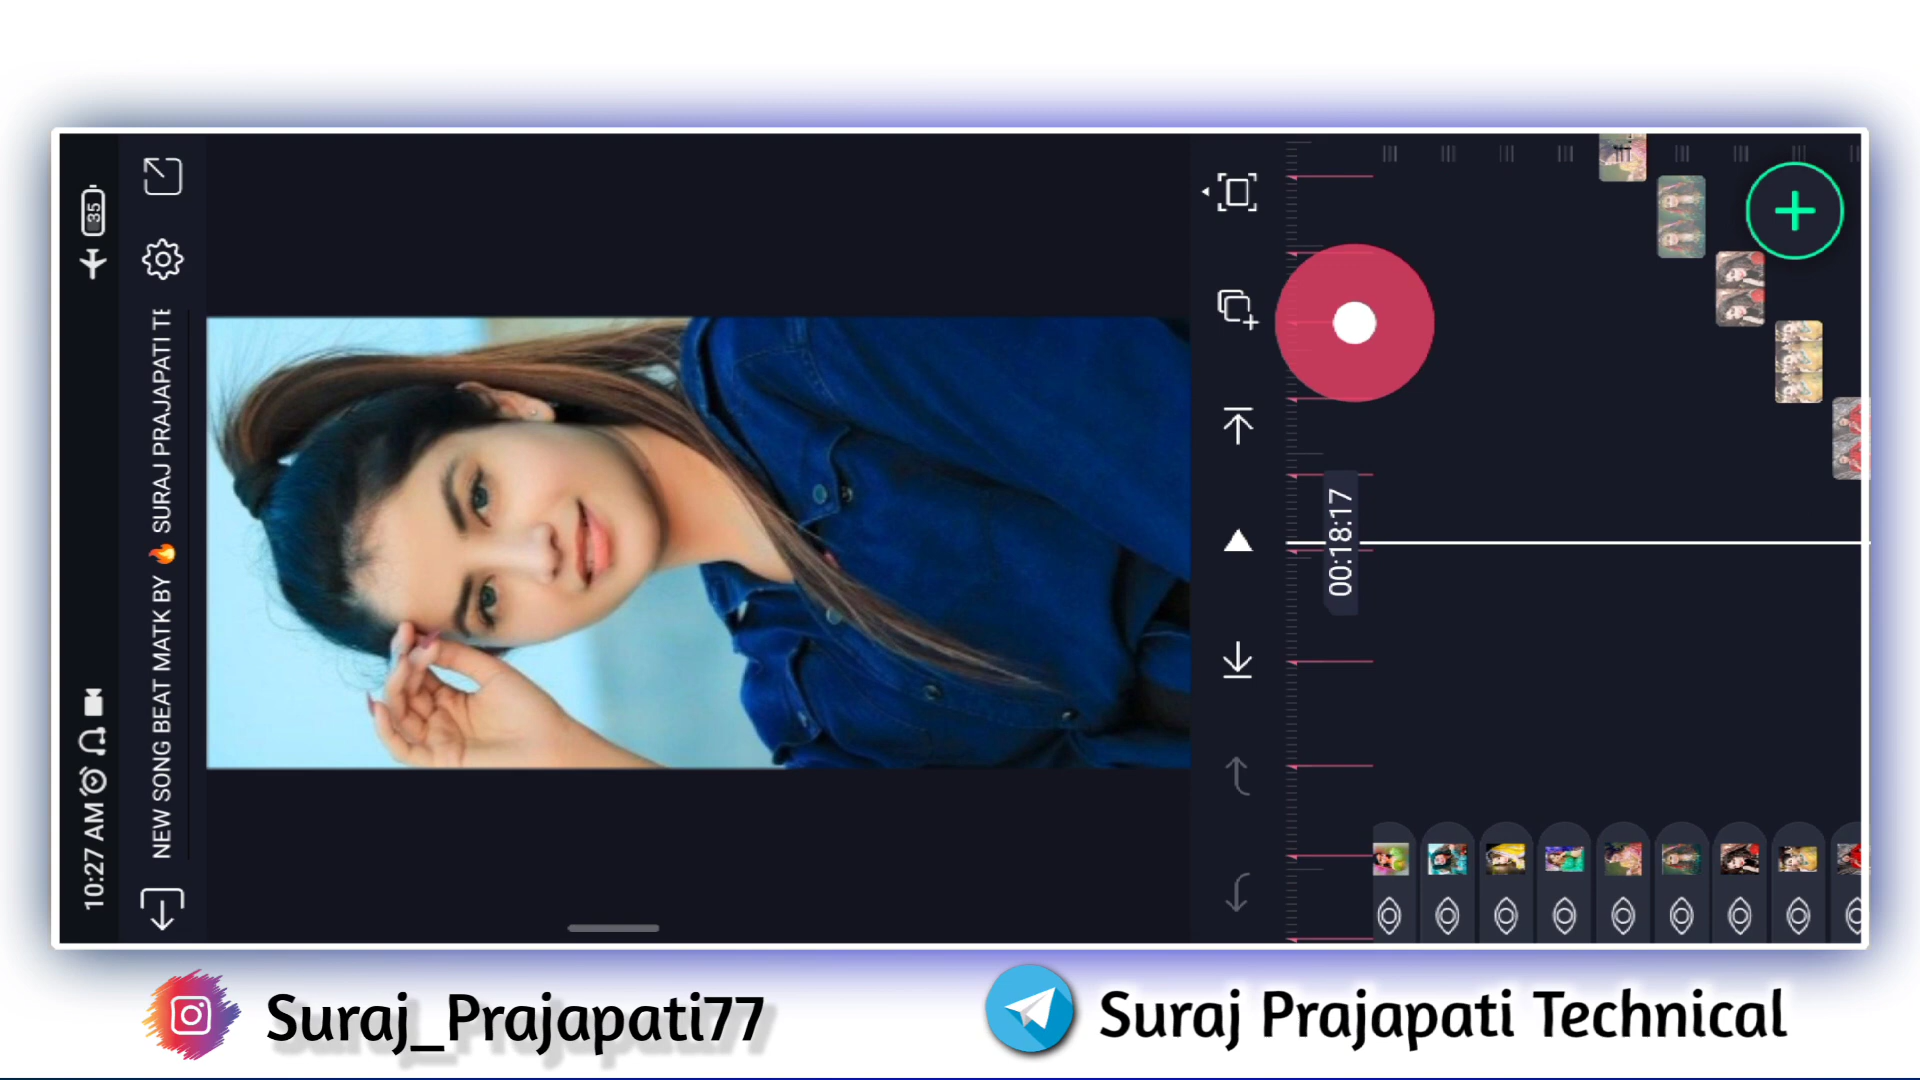 10:27 AM
35
NEW SONG BEAT MATK BY 🔥 SURAJ PRAJAPATI TE
00:18:17
Suraj_Prajapati77
Suraj Prajapati Technical